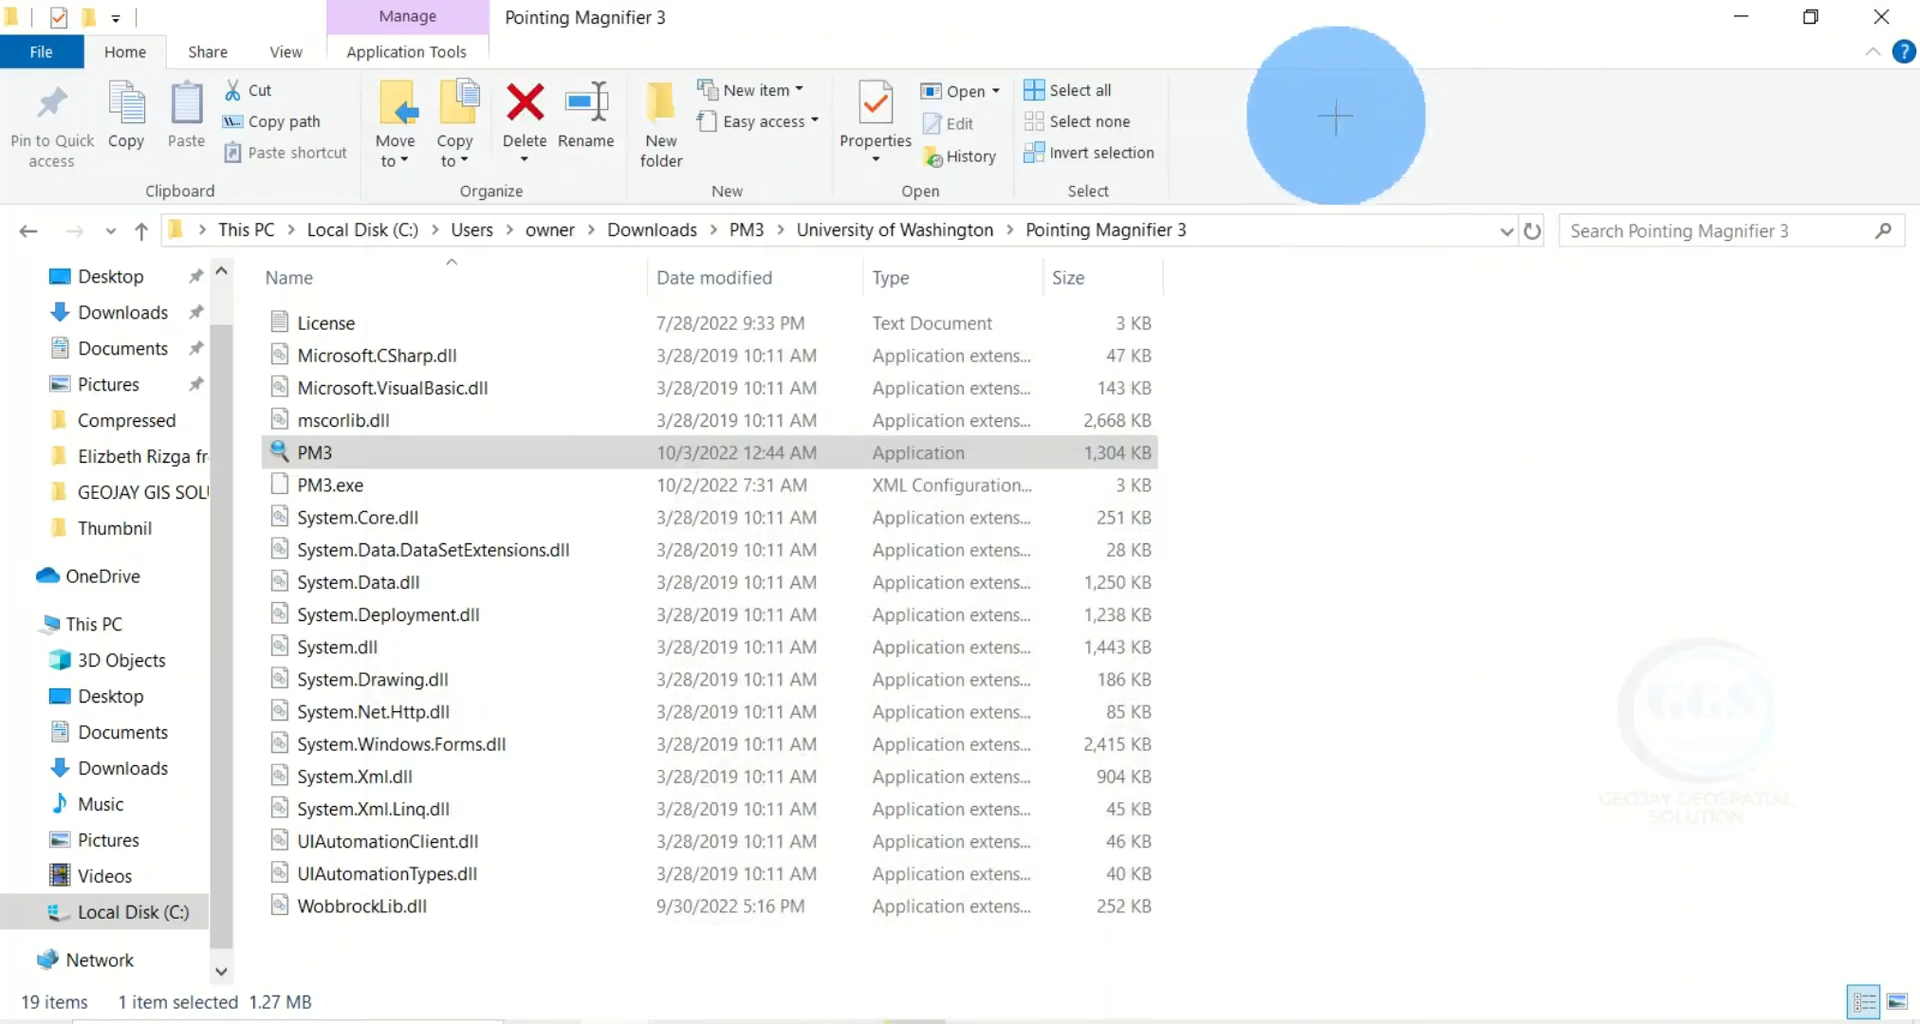 Manage
Pointing Magnifier 3
File
Home
Share
View
Application Tools
?
Pin to Quick access
Copy
Paste
Cut
Copy path
Paste shortcut
Clipboard
Move to
Copy to
Delete
Rename
Organize
New folder
New item
Easy access
New
Properties
Open
Edit
History
Open
Select all
Select none
Invert selection
Select
This PC > Local Disk (C:) > Users > owner > Downloads > PM3 > University of Washington > Pointing Magnifier 3
Search Pointing Magnifier 3
Desktop
Downloads
Documents
Pictures
Compressed
Elizbeth Rizga fr
GEOJAY GIS SOLU
Thumbnil
OneDrive
This PC
3D Objects
Desktop
Documents
Downloads
Music
Pictures
Videos
Local Disk (C:)
Network
Name Date modified Type Size
License 7/28/2022 9:33 PM Text Document 3 KB
Microsoft.CSharp.dll 3/28/2019 10:11 AM Application extens... 47 KB
Microsoft.VisualBasic.dll 3/28/2019 10:11 AM Application extens... 143 KB
mscorlib.dll 3/28/2019 10:11 AM Application extens... 2,668 KB
PM3 10/3/2022 12:44 AM Application 1,304 KB
PM3.exe 10/2/2022 7:31 AM XML Configuration... 3 KB
System.Core.dll 3/28/2019 10:11 AM Application extens... 251 KB
System.Data.DataSetExtensions.dll 3/28/2019 10:11 AM Application extens... 28 KB
System.Data.dll 3/28/2019 10:11 AM Application extens... 1,250 KB
System.Deployment.dll 3/28/2019 10:11 AM Application extens... 1,238 KB
System.dll 3/28/2019 10:11 AM Application extens... 1,443 KB
System.Drawing.dll 3/28/2019 10:11 AM Application extens... 186 KB
System.Net.Http.dll 3/28/2019 10:11 AM Application extens... 85 KB
System.Windows.Forms.dll 3/28/2019 10:11 AM Application extens... 2,415 KB
System.Xml.dll 3/28/2019 10:11 AM Application extens... 904 KB
System.Xml.Linq.dll 3/28/2019 10:11 AM Application extens... 45 KB
UIAutomationClient.dll 3/28/2019 10:11 AM Application extens... 46 KB
UIAutomationTypes.dll 3/28/2019 10:11 AM Application extens... 40 KB
WobbrockLib.dll 9/30/2022 5:16 PM Application extens... 252 KB
GGS
GEOJAY GEOSPATIAL
SOLUTION
19 items 1 item selected 1.27 MB